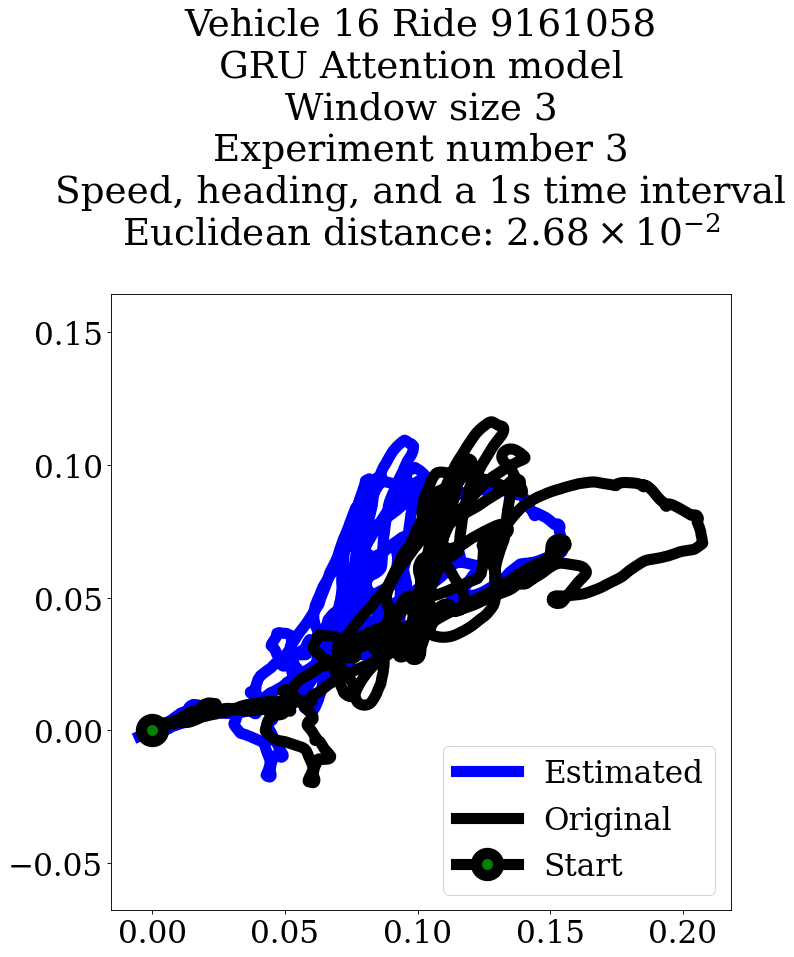 Vehicle 16 Ride 9161058
GRU Attention model
Window size 3
Experiment number 3
Speed, heading, and a 1s time interval
Euclidean distance: 2.68 × 10⁻²
0.15
0.10
0.05
0.00
−0.05
Estimated
Original
Start
0.00 0.05 0.10 0.15 0.20